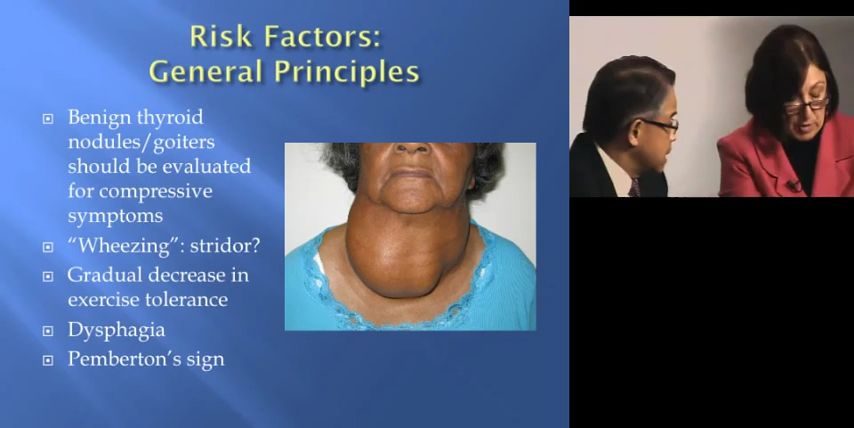 Risk Factors:
General Principles
Benign thyroid
nodules/goiters
should be evaluated
for compressive
symptoms
“Wheezing”: stridor?
Gradual decrease in
exercise tolerance
Dysphagia
Pemberton’s sign